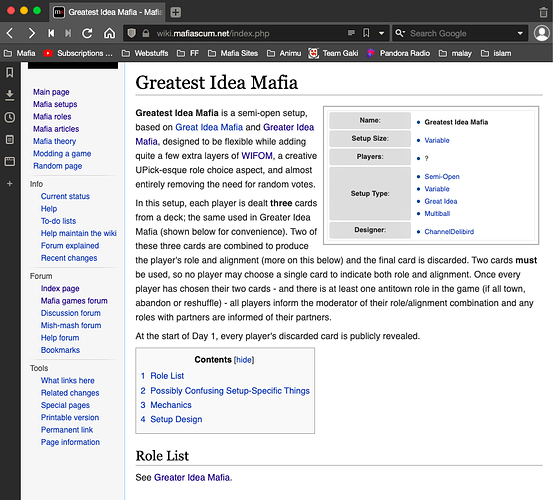 Greatest Idea Mafia - Mafi
wiki.mafiascum.net/index.php
Search Google
Mafia
Subscriptions ...
Webstuffs
FF
Mafia Sites
Animu
Team Gaki
Pandora Radio
malay
islam
Main page
Mafia setups
Mafia roles
Mafia articles
Mafia theory
Modding a game
Random page
Info
Current status
Help
To-do lists
Help maintain the wiki
Forum explained
Recent changes
Forum
Index page
Mafia games forum
Discussion forum
Mish-mash forum
Help forum
Bookmarks
Tools
What links here
Related changes
Special pages
Printable version
Permanent link
Page information
Greatest Idea Mafia
Greatest Idea Mafia is a semi-open setup,
based on Great Idea Mafia and Greater Idea
Mafia, designed to be flexible while adding
quite a few extra layers of WIFOM, a creative
UPick-esque role choice aspect, and almost
entirely removing the need for random votes.
Name: Greatest Idea Mafia
Setup Size: Variable
Players: ?
Setup Type: Semi-Open
Variable
Great Idea
Multiball
Designer: ChannelDelibird
In this setup, each player is dealt three cards
from a deck; the same used in Greater Idea
Mafia (shown below for convenience). Two of
these three cards are combined to produce
the player's role and alignment (more on this below) and the final card is discarded. Two cards must
be used, so no player may choose a single card to indicate both role and alignment. Once every
player has chosen their two cards - and there is at least one antitown role in the game (if all town,
abandon or reshuffle) - all players inform the moderator of their role/alignment combination and any
roles with partners are informed of their partners.
At the start of Day 1, every player's discarded card is publicly revealed.
Contents [hide]
1 Role List
2 Possibly Confusing Setup-Specific Things
3 Mechanics
4 Setup Design
Role List
See Greater Idea Mafia.